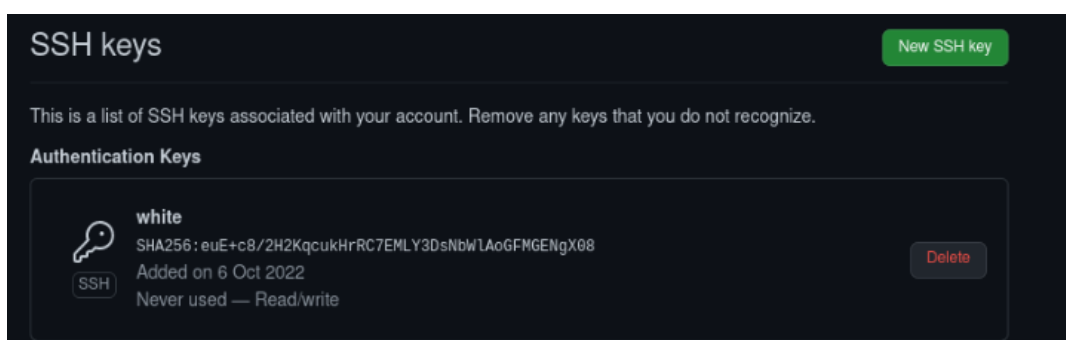 SSH keys
New SSH key
This is a list of SSH keys associated with your account. Remove any keys that you do not recognize.
Authentication Keys
white
SHA256:euE+c8/2H2KqcukHrRC7EMLY3DsNbWlAoGFMGENgX08
Added on 6 Oct 2022
SSH
Never used — Read/write
Delete